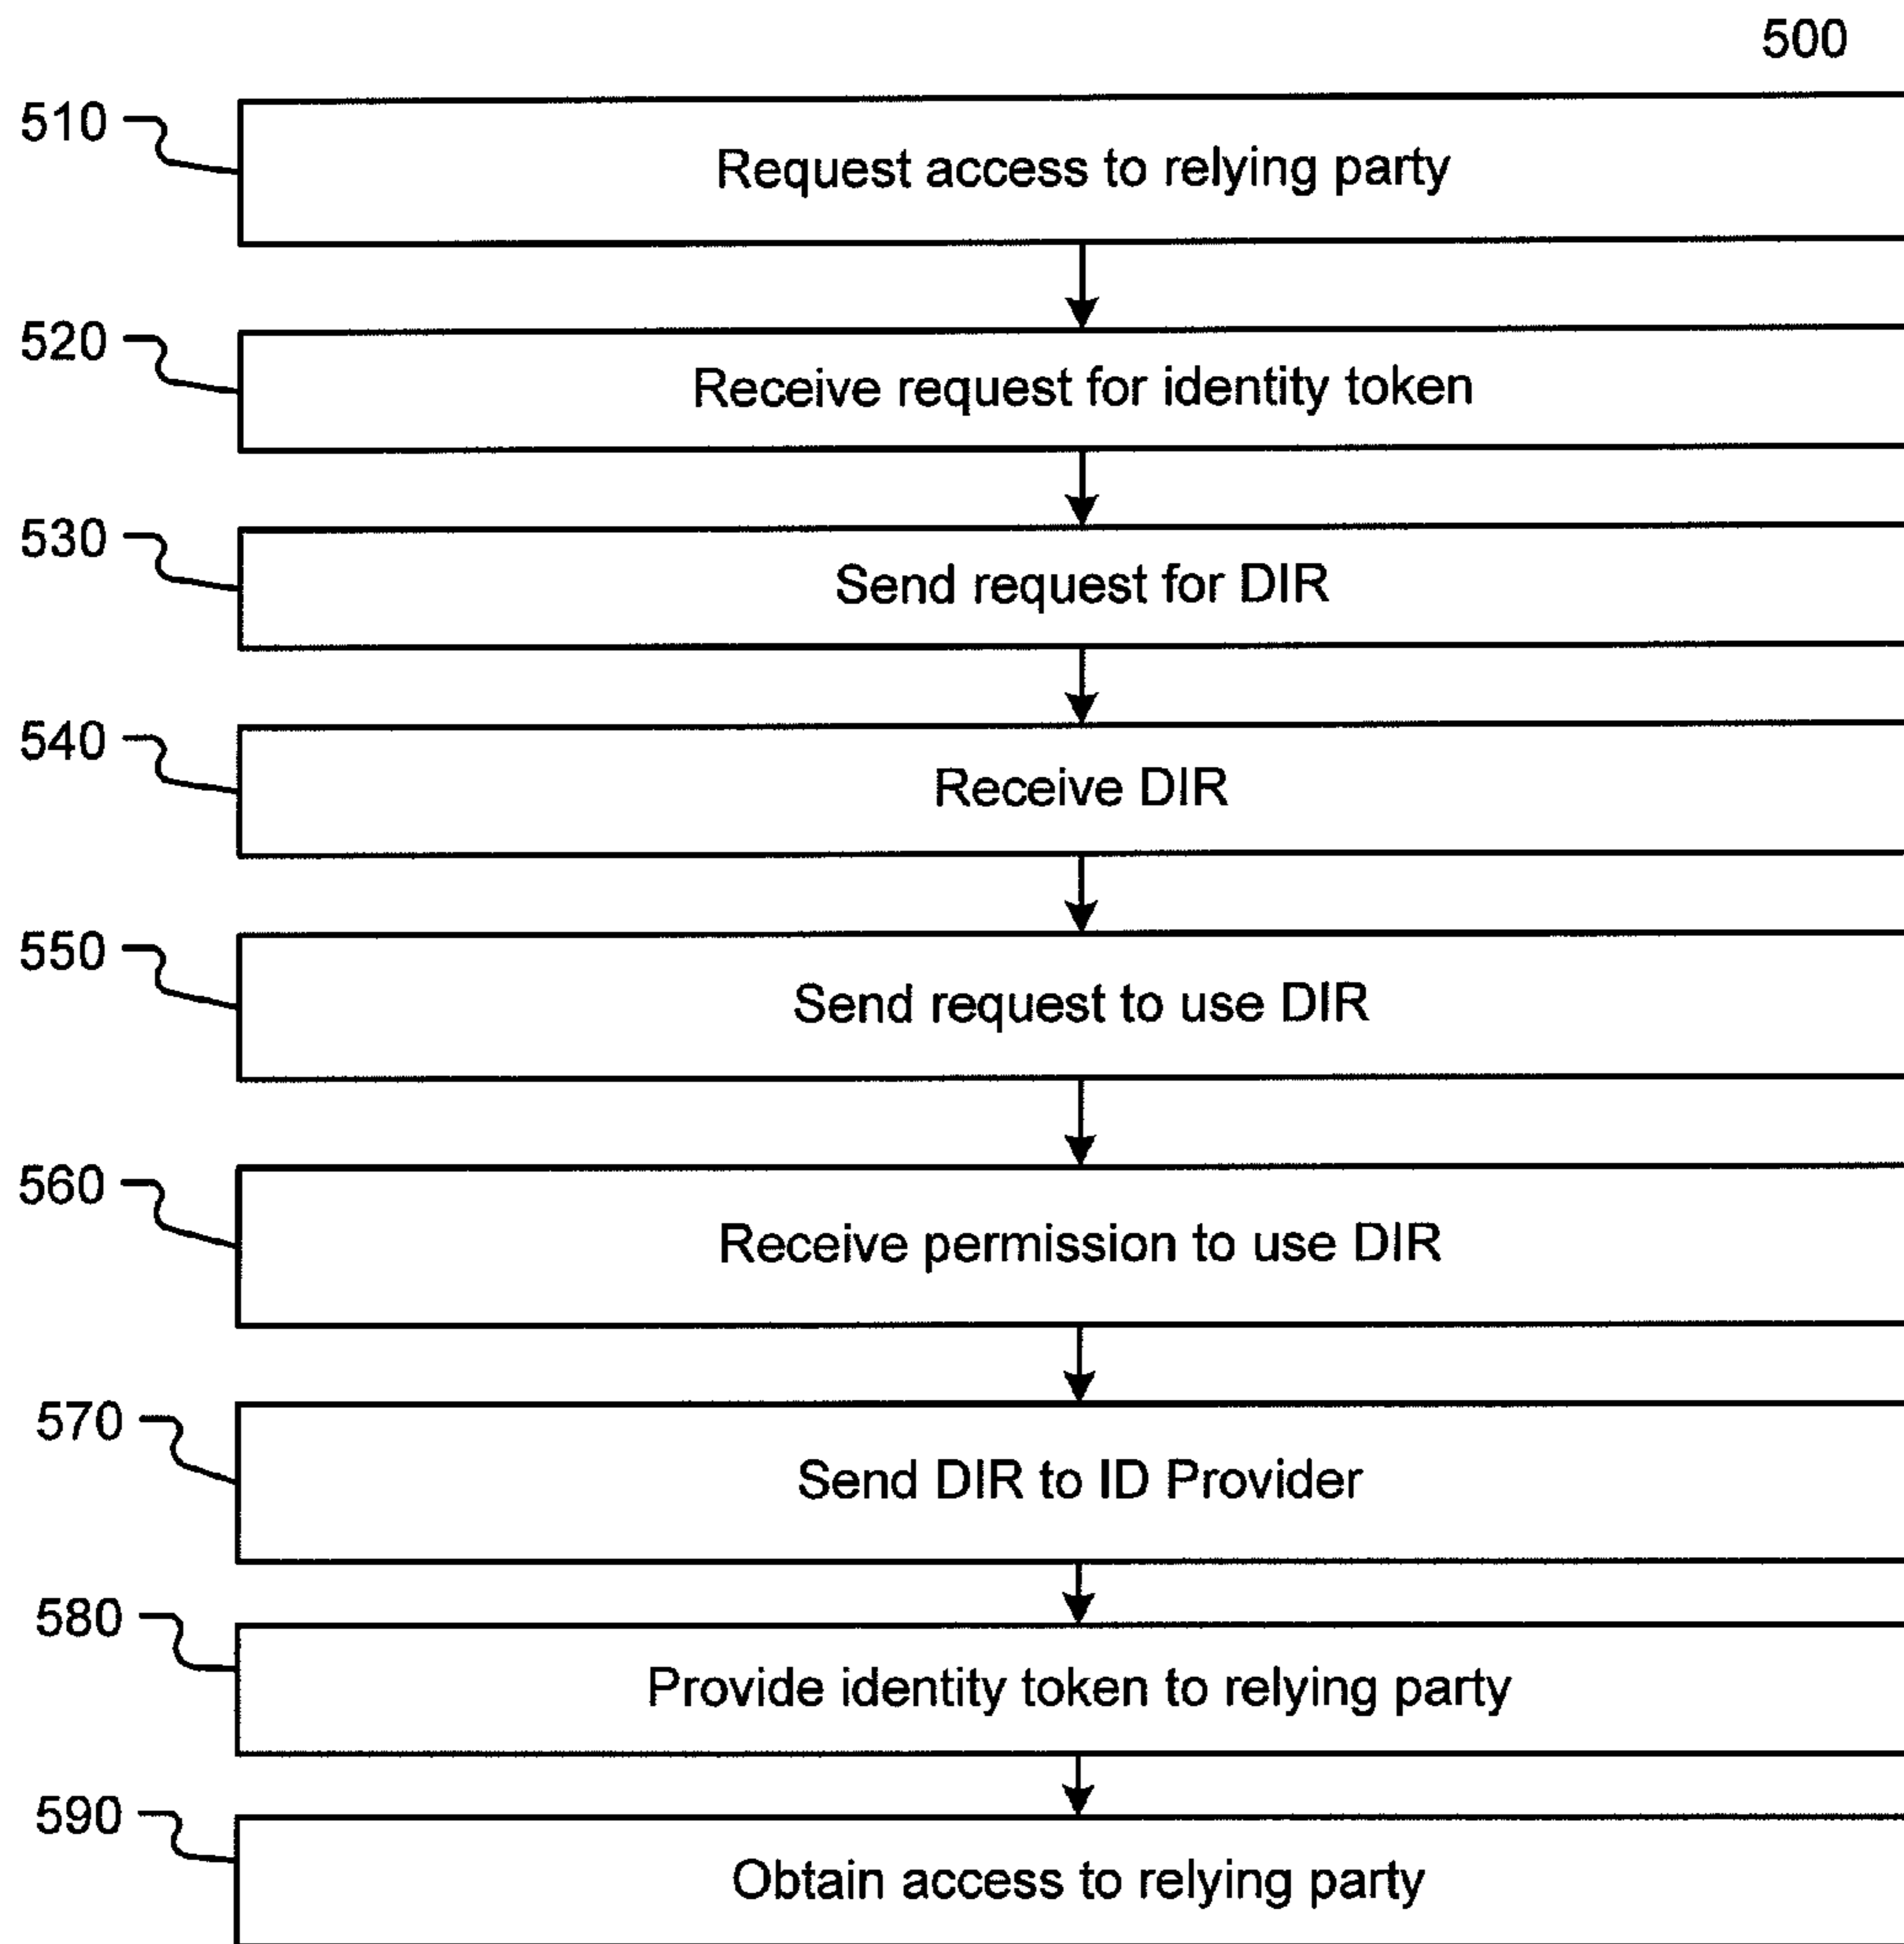 500
510
Request access to relying party
520
Receive request for identity token
530
Send request for DIR
540
Receive DIR
550
Send request to use DIR
560
Receive permission to use DIR
570
Send DIR to ID Provider
580
Provide identity token to relying party
590
Obtain access to relying party